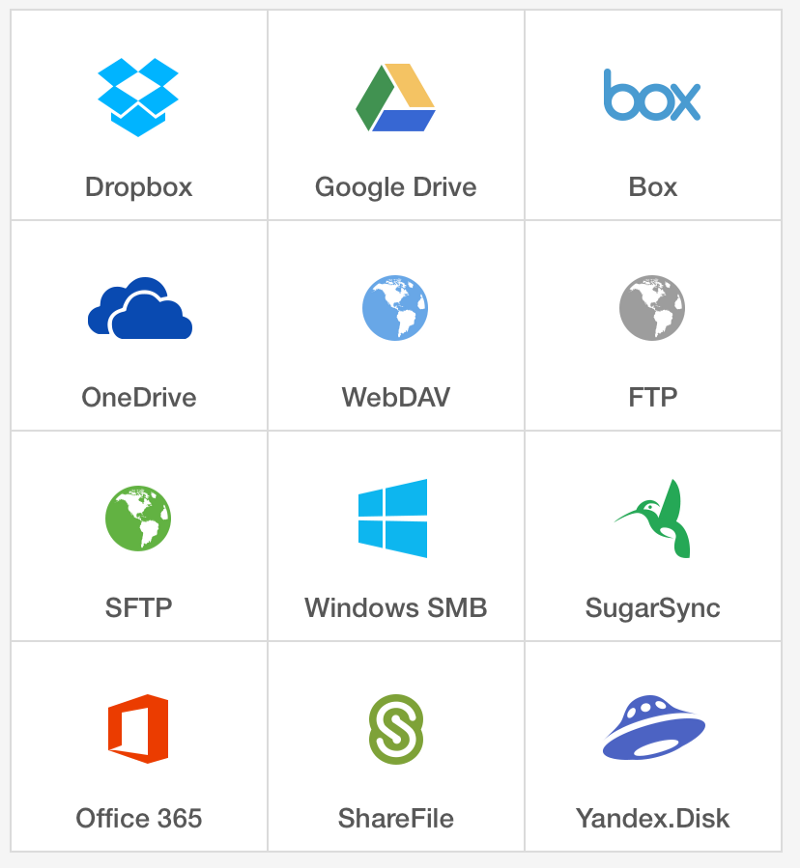 Dropbox
Google Drive
box
Box
OneDrive
WebDAV
FTP
SFTP
Windows SMB
SugarSync
Office 365
ShareFile
Yandex.Disk